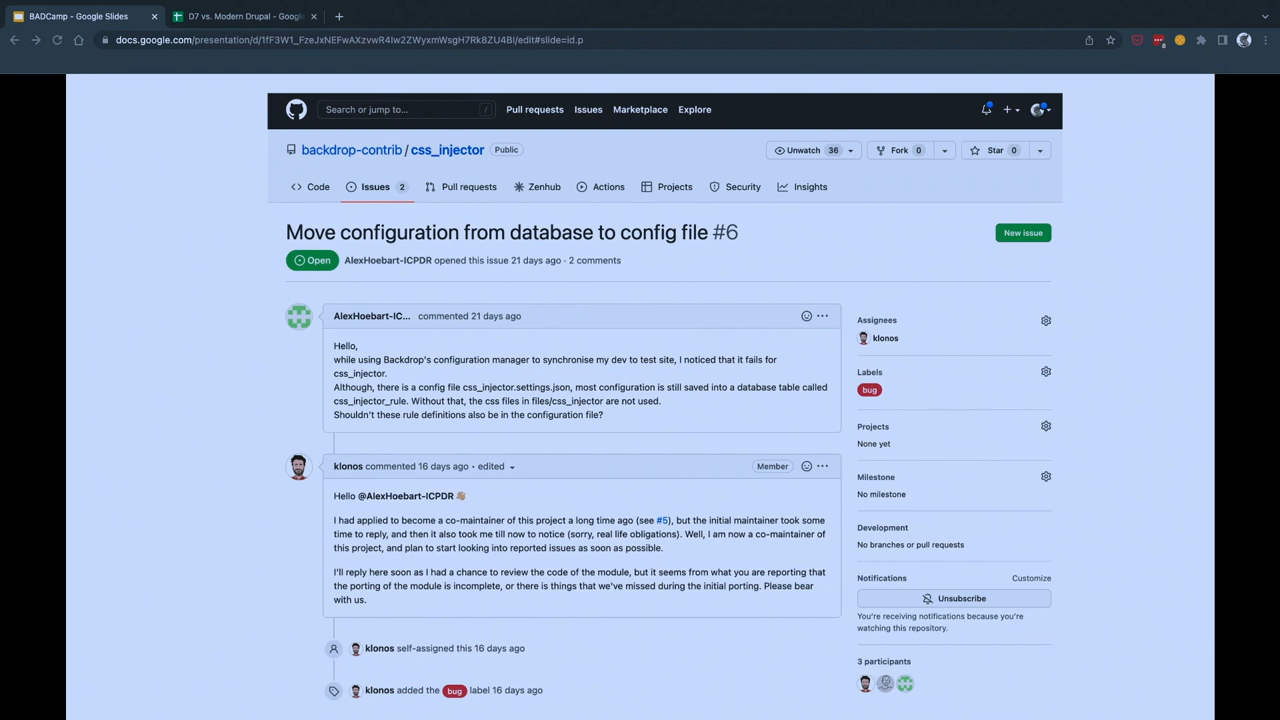 BADCamp - Google Slides
D7 vs. Modern Drupal - Google
docs.google.com/presentation/d/1fF3W1_FzeJxNEFwAXzvwR4lw2ZWyxmWsgH7Rk8ZU4BI/edit#slide=id.p
8
Search or jump to... /
Pull requests Issues Marketplace Explore
backdrop-contrib / css_injector Public
Unwatch 36 Fork 0 Star 0
Code Issues 2 Pull requests Zenhub Actions Projects Security Insights
Move configuration from database to config file #6
New issue
Open AlexHoebart-ICPDR opened this issue 21 days ago · 2 comments
AlexHoebart-IC... commented 21 days ago
Hello,
while using Backdrop's configuration manager to synchronise my dev to test site, I noticed that it fails for
css_injector.
Although, there is a config file css_injector.settings.json, most configuration is still saved into a database table called
css_injector_rule. Without that, the css files in files/css_injector are not used.
Shouldn't these rule definitions also be in the configuration file?
klonos commented 16 days ago · edited Member
Hello @AlexHoebart-ICPDR 👋🏼
I had applied to become a co-maintainer of this project a long time ago (see #5), but the initial maintainer took some
time to reply, and then it also took me till now to notice (sorry, real life obligations). Well, I am now a co-maintainer of
this project, and plan to start looking into reported issues as soon as possible.
I'll reply here soon as I had a chance to review the code of the module, but it seems from what you are reporting that
the porting of the module is incomplete, or there is things that we've missed during the initial porting. Please bear
with us.
klonos self-assigned this 16 days ago
klonos added the bug label 16 days ago
Assignees
klonos
Labels
bug
Projects
None yet
Milestone
No milestone
Development
No branches or pull requests
Notifications Customize
Unsubscribe
You're receiving notifications because you're
watching this repository.
3 participants